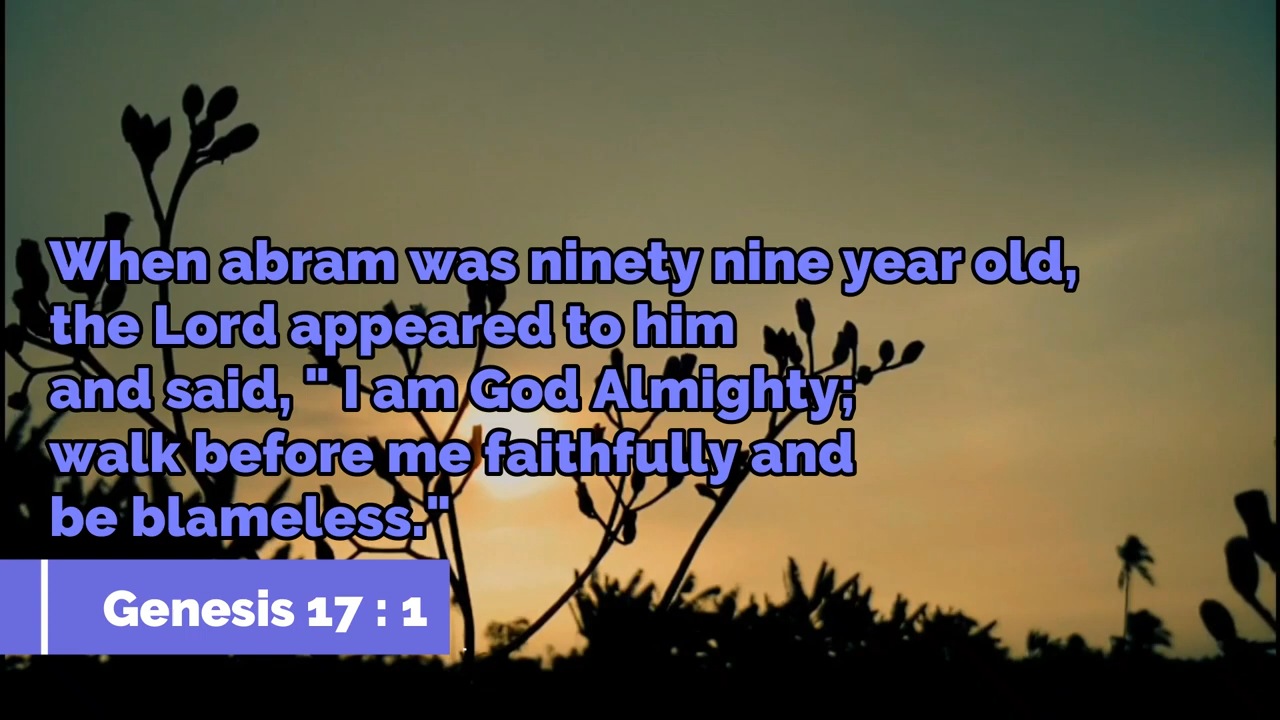 When abram was ninety nine year old,
the Lord appeared to him
and said, " I am God Almighty;
walk before me faithfully and
be blameless."
Genesis 17 : 1